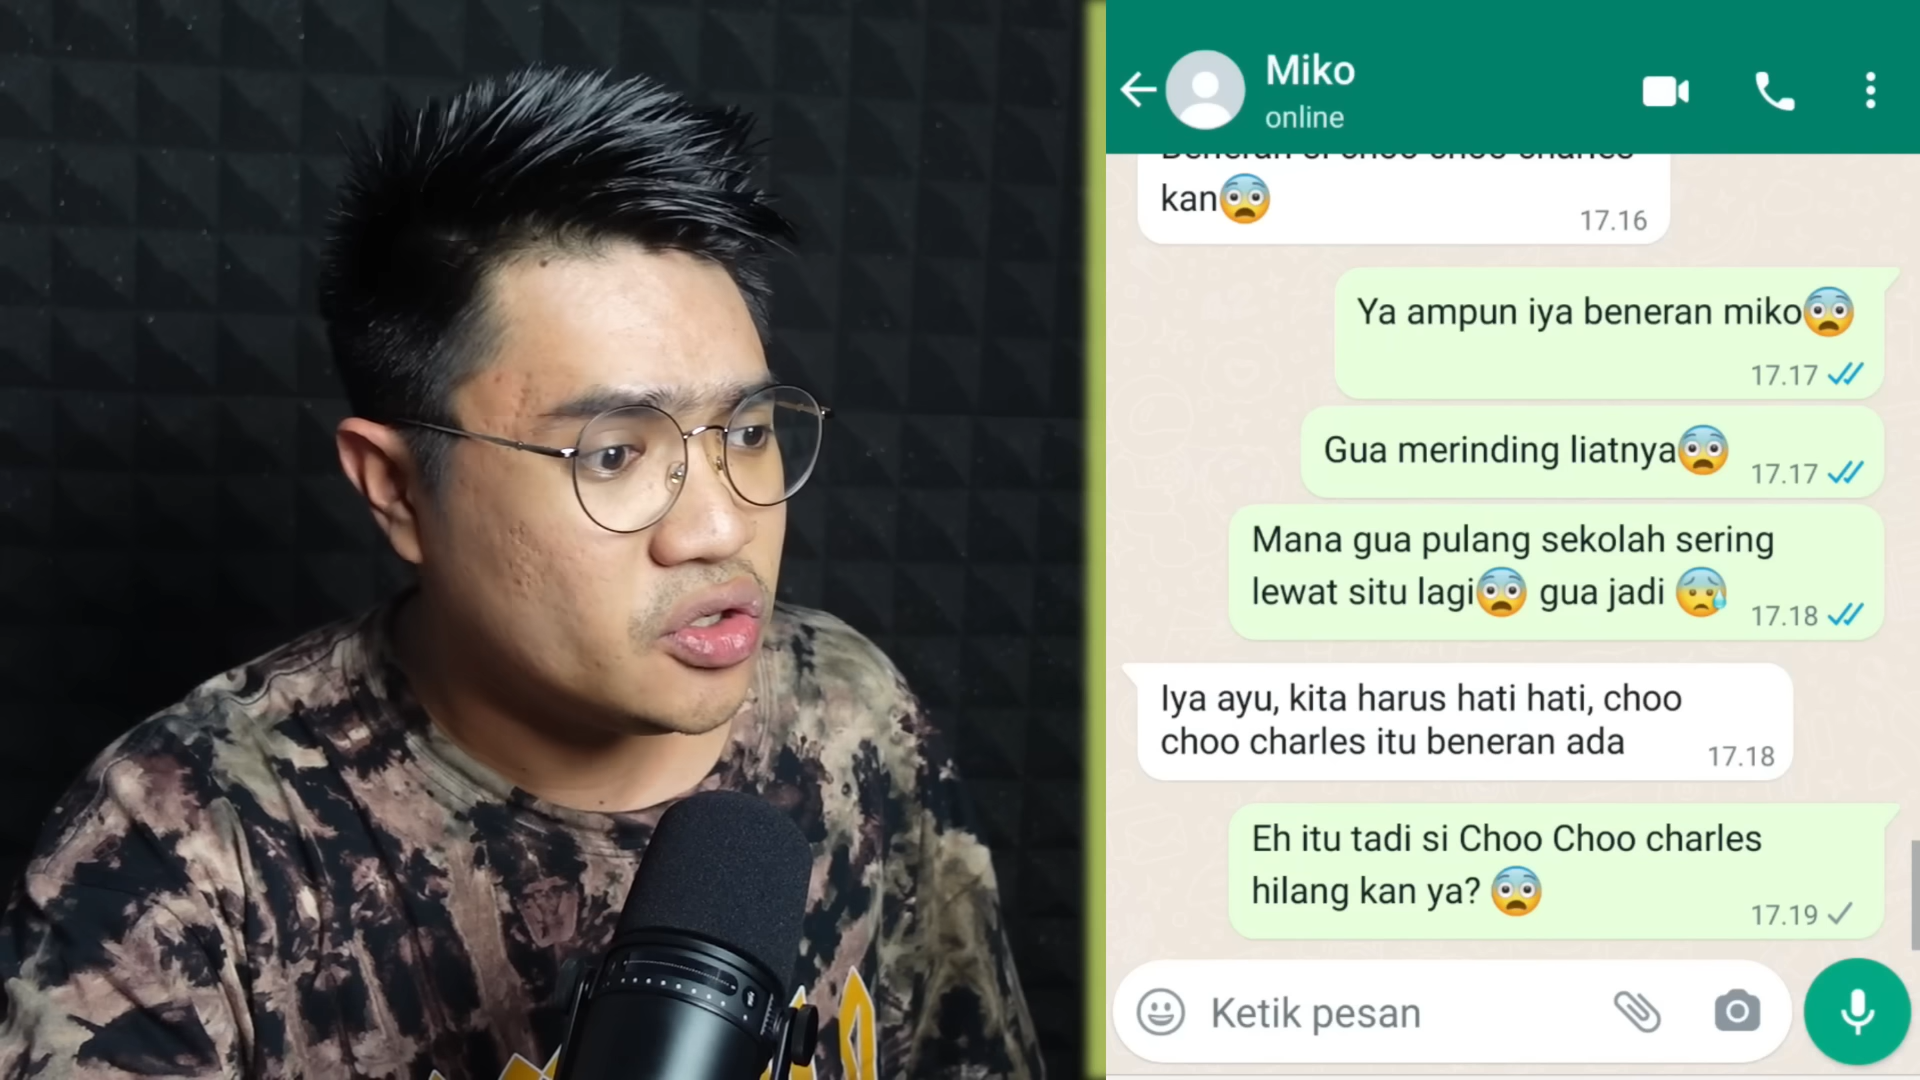 Miko
online
kan😨
17.16
Ya ampun iya beneran miko😨
17.17
Gua merinding liatnya😨 17.17
Mana gua pulang sekolah sering
lewat situ lagi😨 gua jadi 😰 17.18
Iya ayu, kita harus hati hati, choo
choo charles itu beneran ada 17.18
Eh itu tadi si Choo Choo charles
hilang kan ya? 😨 17.19
Ketik pesan